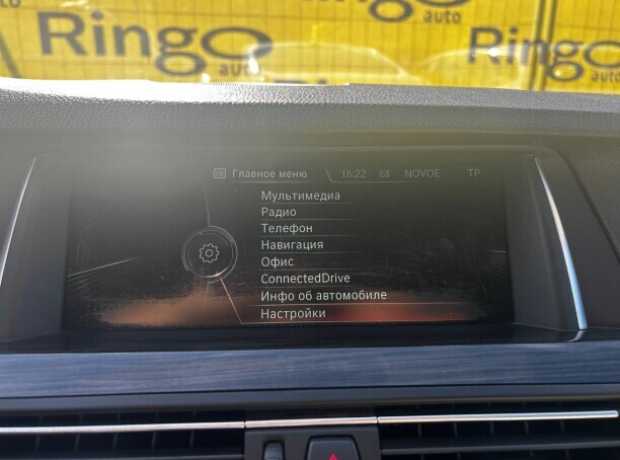 Ringo
auto
auto
Ringo
auto
Главное меню 16:22 NOVOE TP
Мультимедиа
Радио
Телефон
Навигация
Офис
ConnectedDrive
Инфо об автомобиле
Настройки